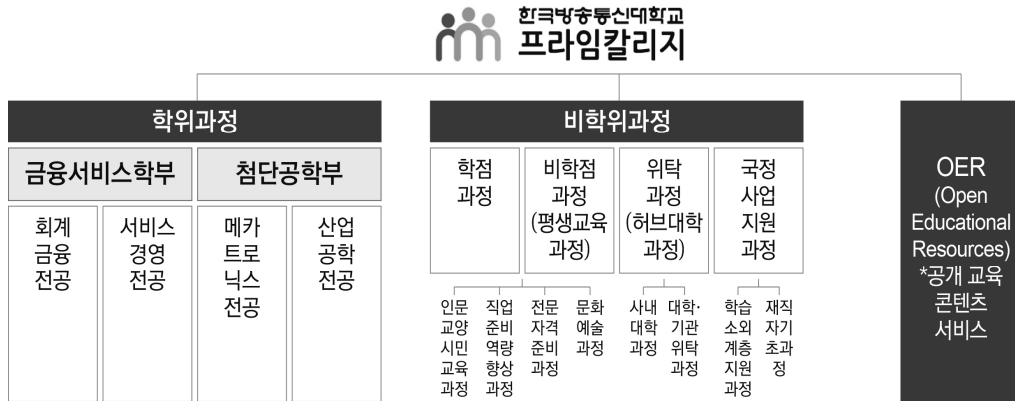 한국방송통신대학교
프라임칼리지
학위과정
금융서비스학부
첨단공학부
회계
금융
전공
서비스
경영
전공
메카
트로
닉스
전공
산업
공학
전공
비학위과정
학점
과정
비학점
과정
(평생교육
과정)
위탁
과정
(허브대학
과정)
국정
사업
지원
과정
인문
교양
시민
교육
과정
직업
준비
역량
향상
과정
전문
자격
준비
과정
문화
예술
과정
사내
대학
과정
대학·
기관
위탁
과정
학습
소외
계층
지원
과정
재직
자기
초과
정
OER
(Open
Educational
Resources)
*공개 교육
콘텐츠
서비스